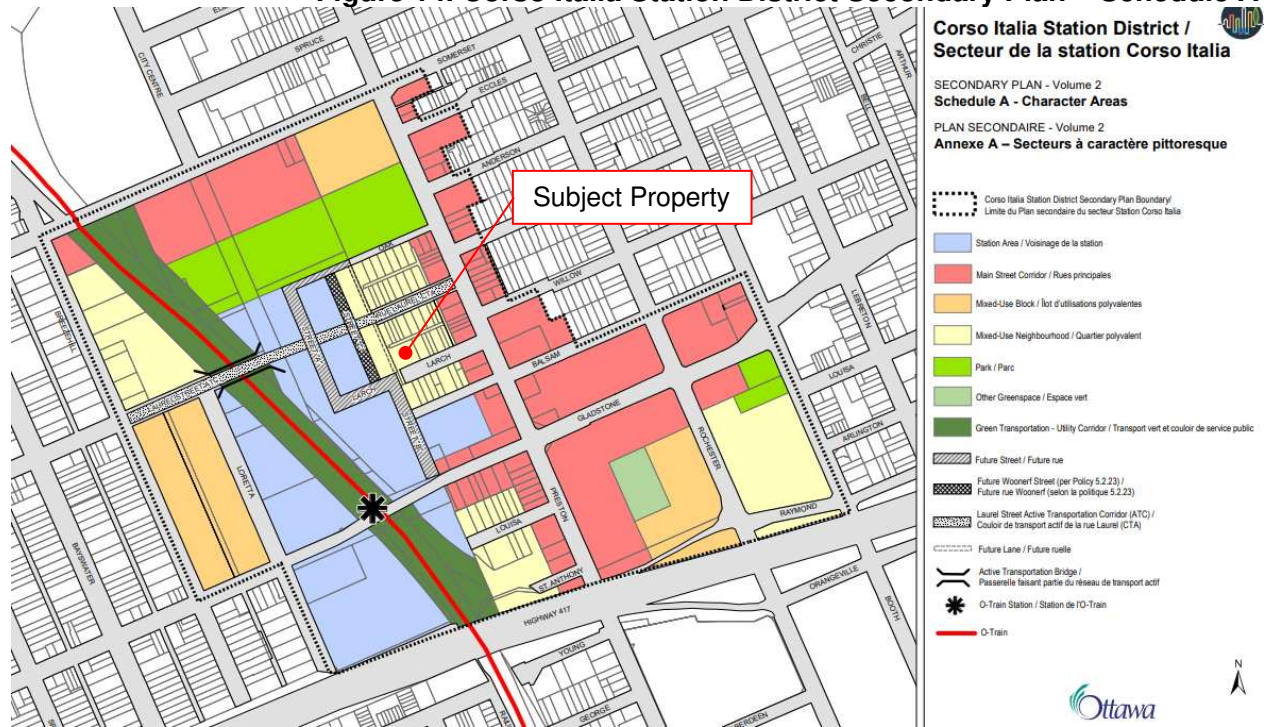 Figure 14: Corso Italia Station District Secondary Plan – Schedule A
Corso Italia Station District /
Secteur de la station Corso Italia
SECONDARY PLAN - Volume 2
Schedule A - Character Areas
PLAN SECONDAIRE - Volume 2
Annexe A – Secteurs à caractère pittoresque
Corso Italia Station District Secondary Plan Boundary/
Limite du Plan secondaire du secteur Station Corso Italia
Station Area / Voisinage de la station
Main Street Corridor / Rues principales
Mixed-Use Block / Îlot d'utilisations polyvalentes
Mixed-Use Neighbourhood / Quartier polyvalent
Park / Parc
Other Greenspace / Espace vert
Green Transportation - Utility Corridor / Transport vert et couloir de service public
Future Street / Future rue
Future Woonerf Street (per Policy 5.2.23) /
Future rue Woonerf (selon la politique 5.2.23)
Laurel Street Active Transportation Corridor (ATC) /
Couloir de transport actif de la rue Laurel (CTA)
Future Lane / Future ruelle
Active Transportation Bridge /
Passerelle faisant partie du réseau de transport actif
O-Train Station / Station de l'O-Train
O-Train
N
Ottawa
Subject Property
CITY CENTRE
SPRUCE
SOMERSET
ECCLES
CHRISTIE
ARTHUR
BELL
ANDERSON
OAK
WILLOW
LEBRETON
BREEZEHILL
LARCH
BALSAM
LARCH
LOUISA
GLADSTONE
ARLINGTON
LORETTA
ROCHESTER
PRESTON
RAYMOND
LOUISA
BAYSWATER
ST. ANTHONY
ORANGEVILLE
HIGHWAY 417
BOOTH
YOUNG
GEORGE